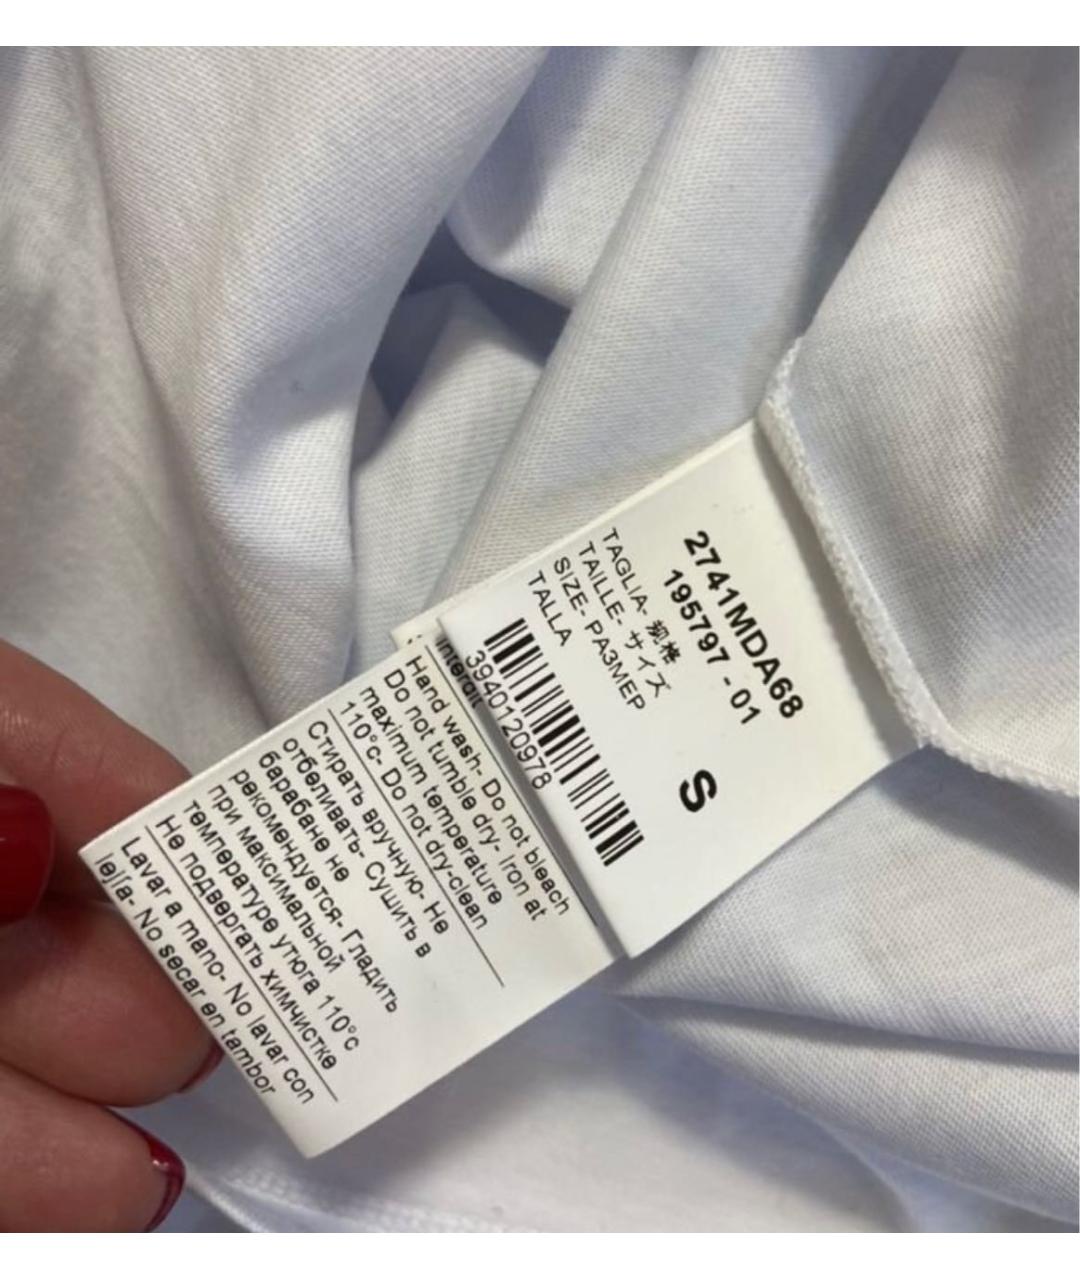 2741MDA68
195797 - 01
TAGLIA- 规格
TAILLE- サイズ
SIZE- РАЗМЕР
TALLA
S
3940120978
interdit
Hand wash- Do not bleach
Do not tumble dry- Iron at
maximum temperature
110°c- Do not dry-clean
Стирать вручную- Не
отбеливать- Сушить в
барабане не
рекомендуется- Гладить
при максимальной
температуре утюга 110°c
Не подвергать химчистке
Lavar a mano- No lavar con
lejía- No secar en tambor